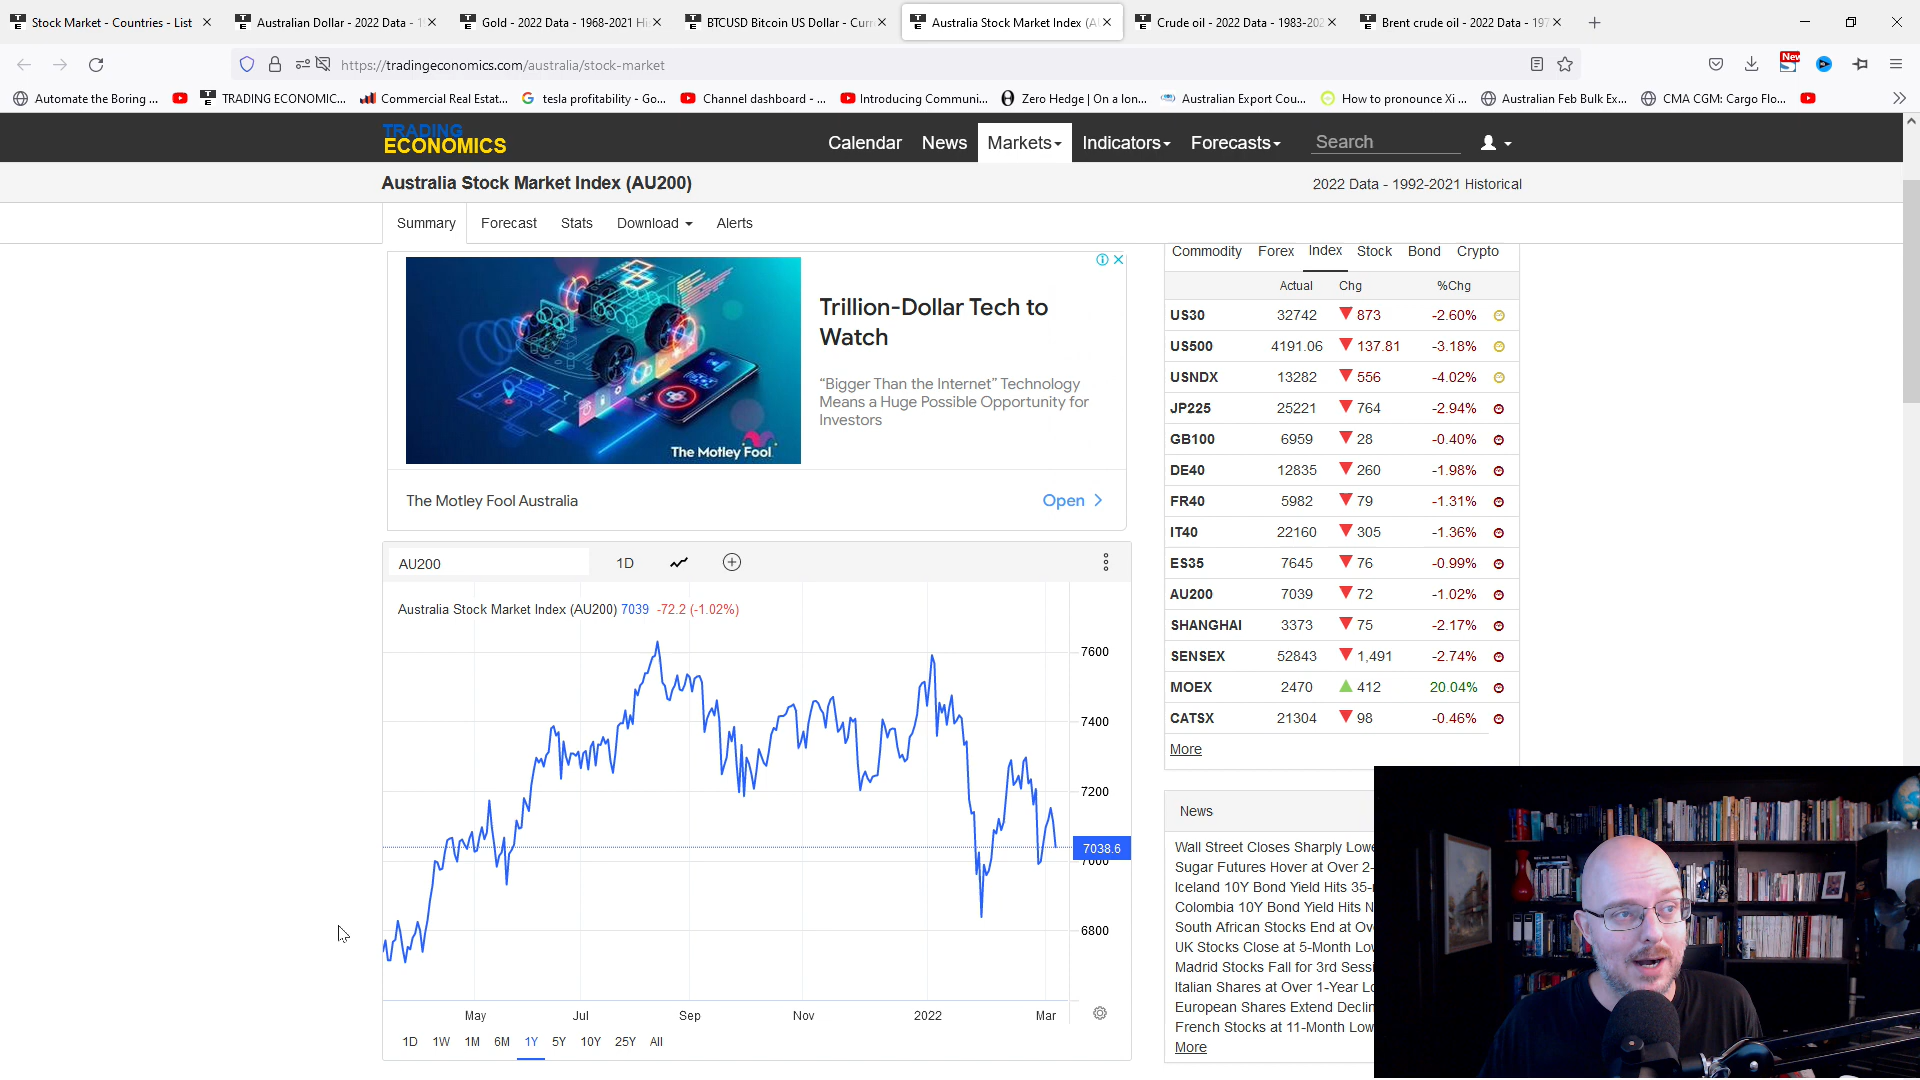 Stock Market - Countries - List
Australian Dollar - 2022 Data - 1
Gold - 2022 Data - 1968-2021 Hi
BTCUSD Bitcoin US Dollar - Curr
Australia Stock Market Index (A
Crude oil - 2022 Data - 1983-202
Brent crude oil - 2022 Data - 197
https://tradingeconomics.com/australia/stock-market
New
Automate the Boring ...
TRADING ECONOMIC...
Commercial Real Estat...
tesla profitability - Go...
Channel dashboard - ...
Introducing Communi...
Zero Hedge | On a lon...
Australian Export Cou...
How to pronounce Xi ...
Australian Feb Bulk Ex...
CMA CGM: Cargo Flo...
TRADING
ECONOMICS
Calendar News Markets Indicators Forecasts Search
Australia Stock Market Index (AU200)
2022 Data - 1992-2021 Historical
Summary Forecast Stats Download Alerts
Trillion-Dollar Tech to
Watch
“Bigger Than the Internet” Technology
Means a Huge Possible Opportunity for
Investors
The Motley Fool
The Motley Fool Australia
Open
AU200
1D
Australia Stock Market Index (AU200) 7039 -72.2 (-1.02%)
7600
7400
7200
7038.6
7000
6800
May Jul Sep Nov 2022 Mar
1D 1W 1M 6M 1Y 5Y 10Y 25Y All
Commodity Forex Index Stock Bond Crypto
Actual Chg %Chg
US30 32742 873 -2.60%
US500 4191.06 137.81 -3.18%
USNDX 13282 556 -4.02%
JP225 25221 764 -2.94%
GB100 6959 28 -0.40%
DE40 12835 260 -1.98%
FR40 5982 79 -1.31%
IT40 22160 305 -1.36%
ES35 7645 76 -0.99%
AU200 7039 72 -1.02%
SHANGHAI 3373 75 -2.17%
SENSEX 52843 1,491 -2.74%
MOEX 2470 412 20.04%
CATSX 21304 98 -0.46%
More
News
Wall Street Closes Sharply Lowe
Sugar Futures Hover at Over 2-
Iceland 10Y Bond Yield Hits 35-
Colombia 10Y Bond Yield Hits N
South African Stocks End at Ov
UK Stocks Close at 5-Month Lo
Madrid Stocks Fall for 3rd Sessi
Italian Shares at Over 1-Year Lo
European Shares Extend Declin
French Stocks at 11-Month Low
More